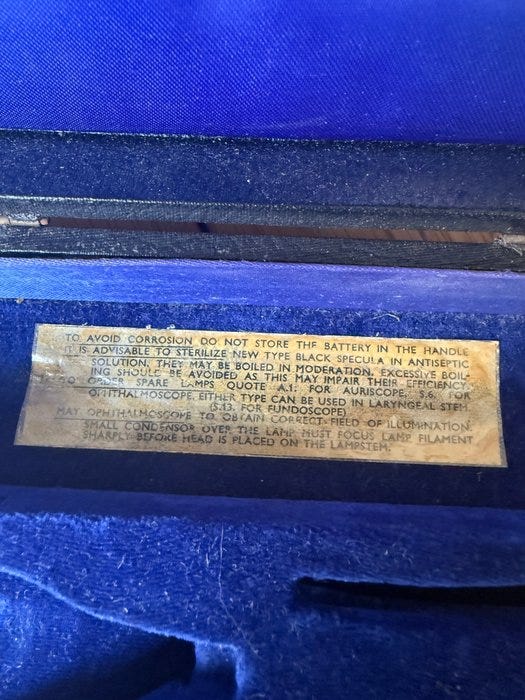 TO AVOID CORROSION DO NOT STORE THE BATTERY IN THE HANDLE
IT IS ADVISABLE TO STERILIZE NEW TYPE BLACK SPECULA IN ANTISEPTIC
SOLUTION. THEY MAY BE BOILED IN MODERATION. EXCESSIVE BOIL-
ING SHOULD BE AVOIDED AS THIS MAY IMPAIR THEIR EFFICIENCY.
TO ORDER SPARE LAMPS QUOTE A.1. FOR AURISCOPE. S.6. FOR
OPHTHALMOSCOPE. EITHER TYPE CAN BE USED IN LARYNGEAL STEM
(S.13. FOR FUNDOSCOPE)
MAY OPHTHALMOSCOPE TO OBTAIN CORRECT FIELD OF ILLUMINATION.
SMALL CONDENSOR OVER THE LAMP MUST FOCUS LAMP FILAMENT
SHARPLY BEFORE HEAD IS PLACED ON THE LAMPSTEM.